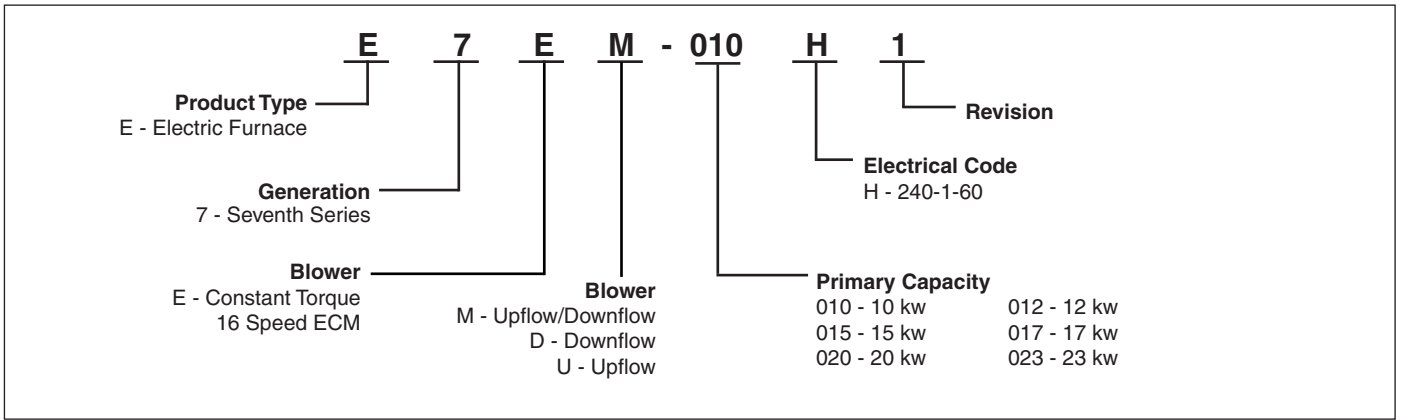 E 7 E M - 010 H 1
Product Type
E - Electric Furnace
Generation
7 - Seventh Series
Blower
E - Constant Torque
16 Speed ECM
Blower
M - Upflow/Downflow
D - Downflow
U - Upflow
Primary Capacity
010 - 10 kw 012 - 12 kw
015 - 15 kw 017 - 17 kw
020 - 20 kw 023 - 23 kw
Electrical Code
H - 240-1-60
Revision